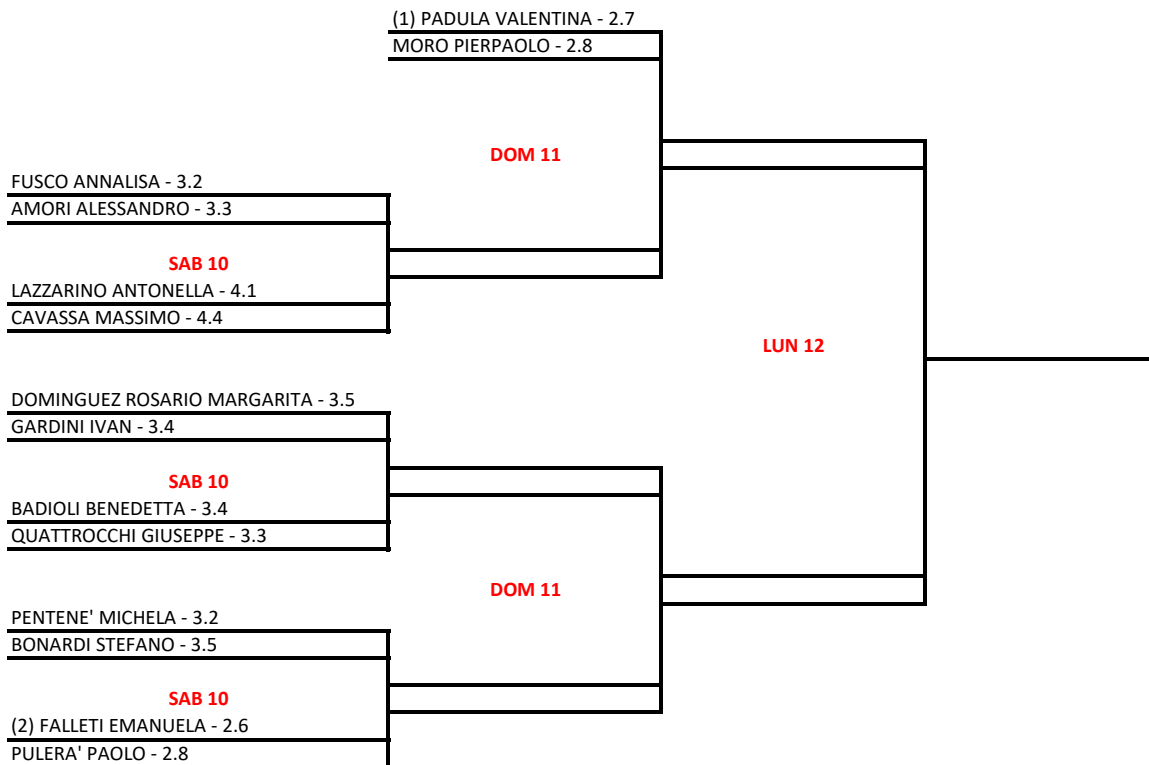 (1) PADULA VALENTINA - 2.7
MORO PIERPAOLO - 2.8
DOM 11
FUSCO ANNALISA - 3.2
AMORI ALESSANDRO - 3.3
SAB 10
LAZZARINO ANTONELLA - 4.1
CAVASSA MASSIMO - 4.4
LUN 12
DOMINGUEZ ROSARIO MARGARITA - 3.5
GARDINI IVAN - 3.4
SAB 10
BADIOLI BENEDETTA - 3.4
QUATTROCCHI GIUSEPPE - 3.3
DOM 11
PENTENE' MICHELA - 3.2
BONARDI STEFANO - 3.5
SAB 10
(2) FALLETI EMANUELA - 2.6
PULERA' PAOLO - 2.8